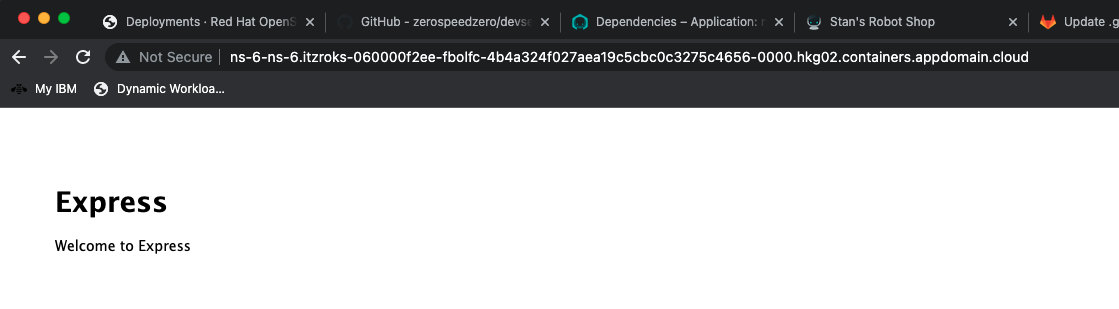 Deployments · Red Hat OpenS
GitHub - zerospeedzero/devse
Dependencies – Application: n
Stan's Robot Shop
Update .g
Not Secure
ns-6-ns-6.itzroks-060000f2ee-fbolfc-4b4a324f027aea19c5cbc0c3275c4656-0000.hkg02.containers.appdomain.cloud
My IBM
Dynamic Workloa...
Express
Welcome to Express